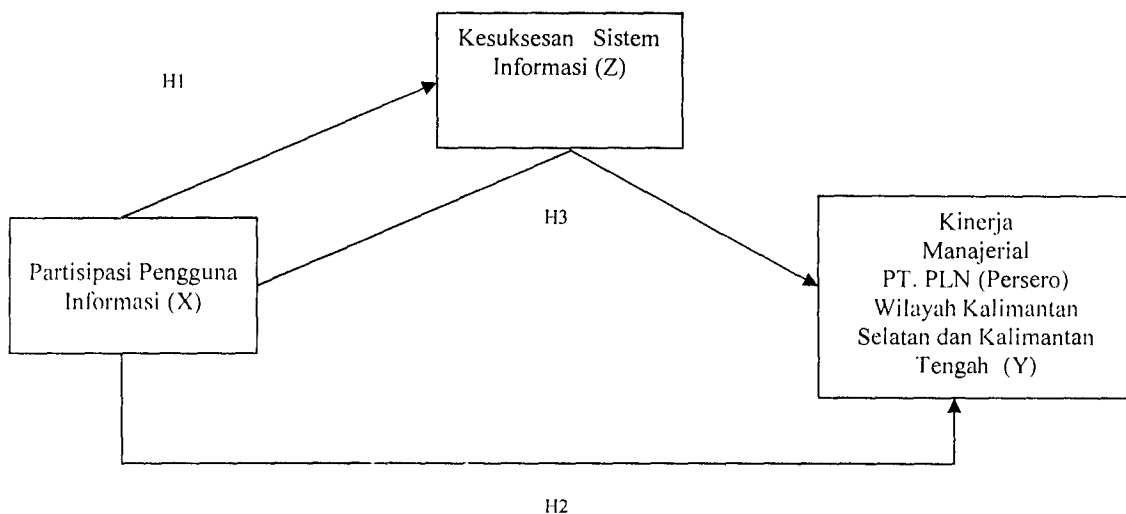 Kesuksesan Sistem
Informasi (Z)
H1
H3
Partisipasi Pengguna
Informasi (X)
Kinerja
Manajerial
PT. PLN (Persero)
Wilayah Kalimantan
Selatan dan Kalimantan
Tengah (Y)
H2